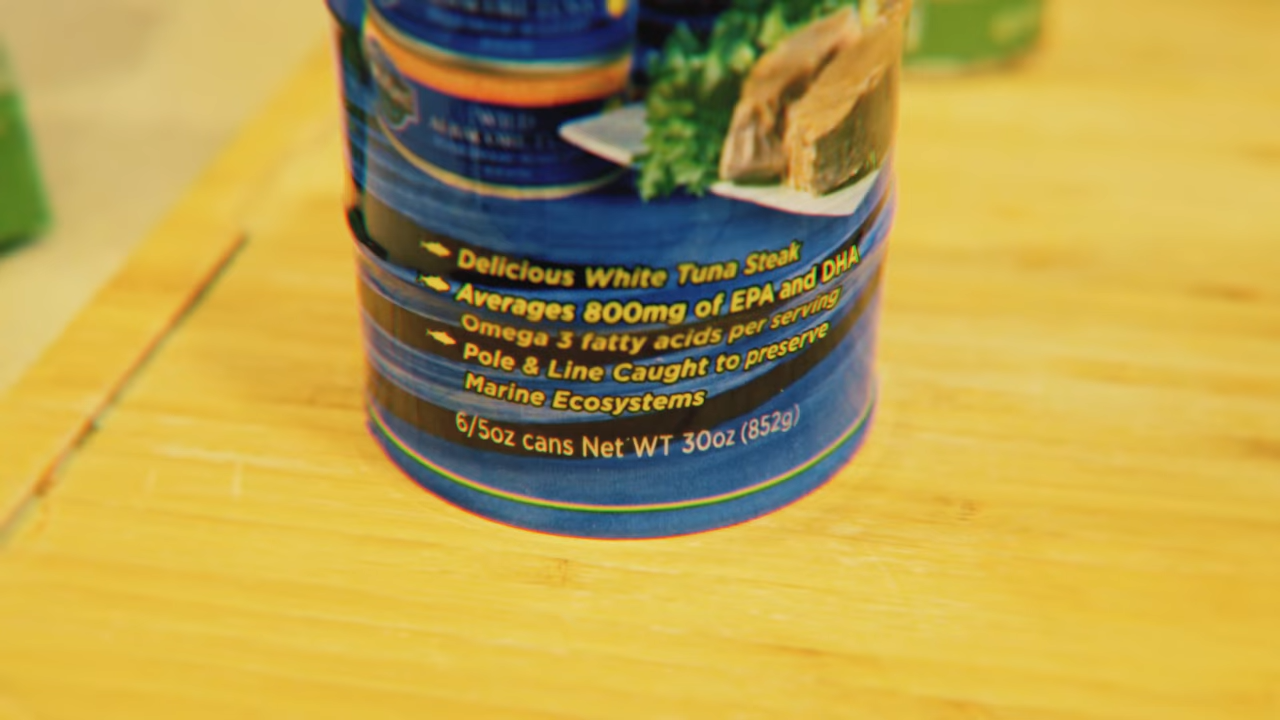 Delicious White Tuna Steak
Averages 800mg of EPA and DHA
Omega 3 fatty acids per serving
Pole & Line Caught to preserve
Marine Ecosystems
6/5oz cans Net WT 30oz (852g)